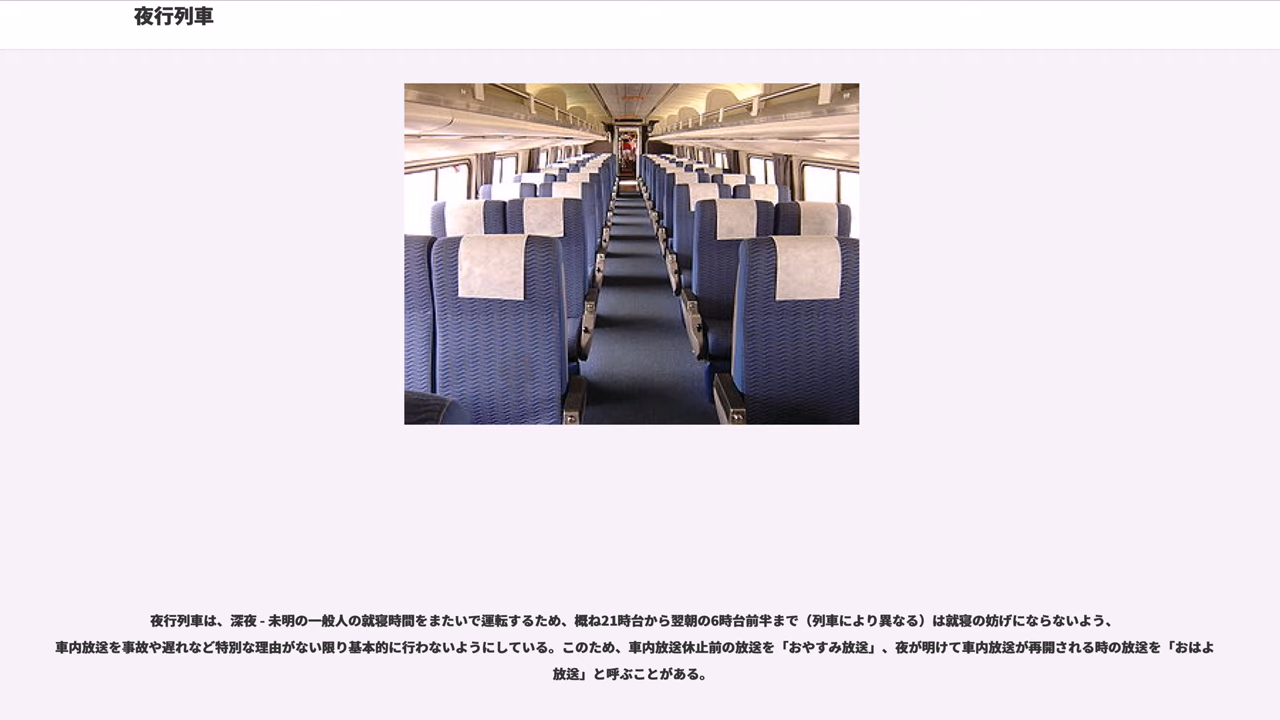 夜行列車
夜行列車は、深夜 - 未明の一般人の就寝時間をまたいで運転するため、概ね21時台から翌朝の6時台前半まで（列車により異なる）は就寝の妨げにならないよう、
車内放送を事故や遅れなど特別な理由がない限り基本的に行わないようにしている。このため、車内放送休止前の放送を「おやすみ放送」、夜が明けて車内放送が再開される時の放送を「おはよ
放送」と呼ぶことがある。